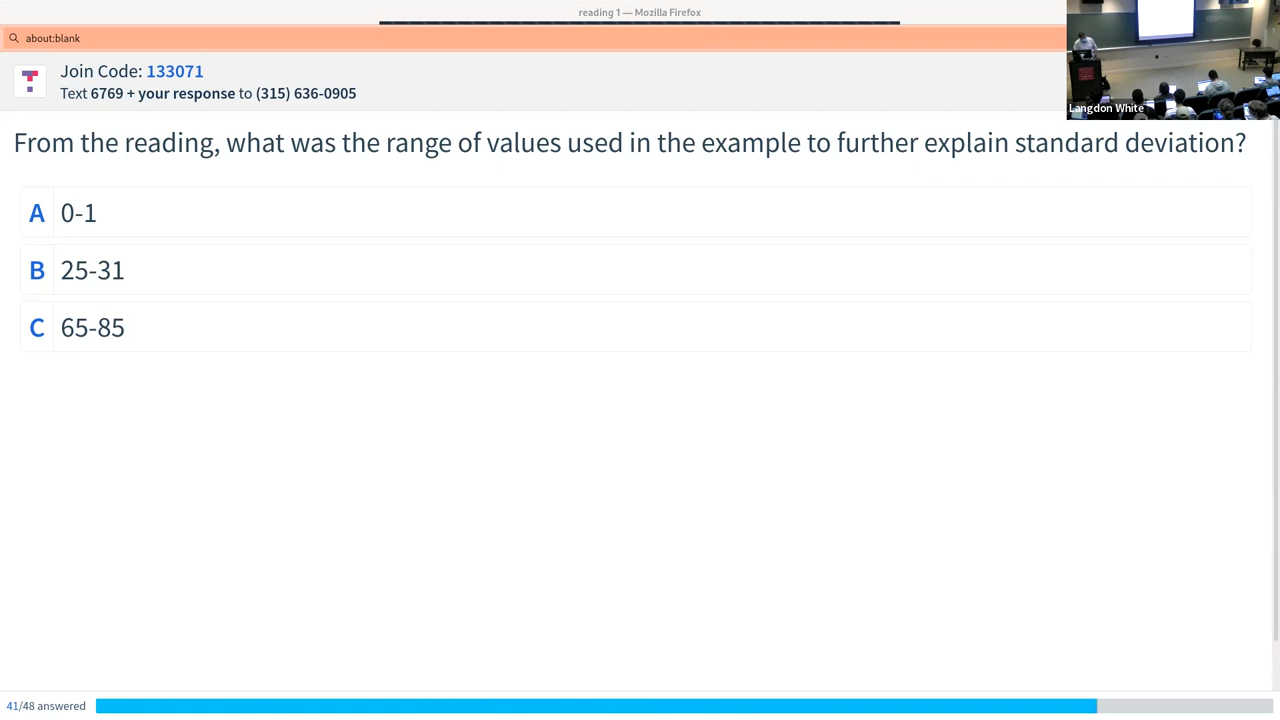 reading 1 — Mozilla Firefox
about:blank
Join Code: 133071
Text 6769 + your response to (315) 636-0905
Langdon White
From the reading, what was the range of values used in the example to further explain standard deviation?
A 0-1
B 25-31
C 65-85
41/48 answered